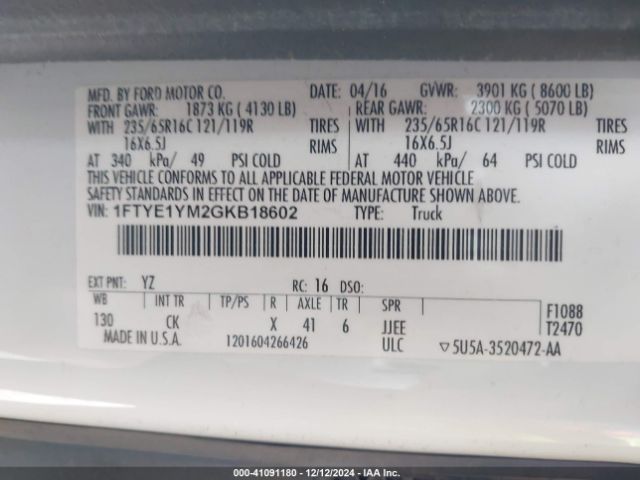 MFD. BY FORD MOTOR CO. DATE: 04/16 GVWR: 3901 KG ( 8600 LB)
FRONT GAWR: 1873 KG ( 4130 LB) REAR GAWR: 2300 KG ( 5070 LB)
WITH 235/65R16C 121/119R TIRES WITH 235/65R16C 121/119R TIRES
16X6.5J RIMS 16X6.5J RIMS
AT 340 kPa/ 49 PSI COLD AT 440 kPa/ 64 PSI COLD
THIS VEHICLE CONFORMS TO ALL APPLICABLE FEDERAL MOTOR VEHICLE
SAFETY STANDARDS IN EFFECT ON THE DATE OF MANUFACTURE SHOWN ABOVE.
VIN: 1FTYE1YM2GKB18602 TYPE: Truck
EXT PNT: YZ RC: 16 DSO:
WB INT TR TP/PS R AXLE TR SPR F1088
130 CK X 41 6 JJEE T2470
MADE IN U.S.A. 1201604266426 ULC ▽5U5A-3520472-AA
000-41091180 - 12/12/2024 - IAA Inc.